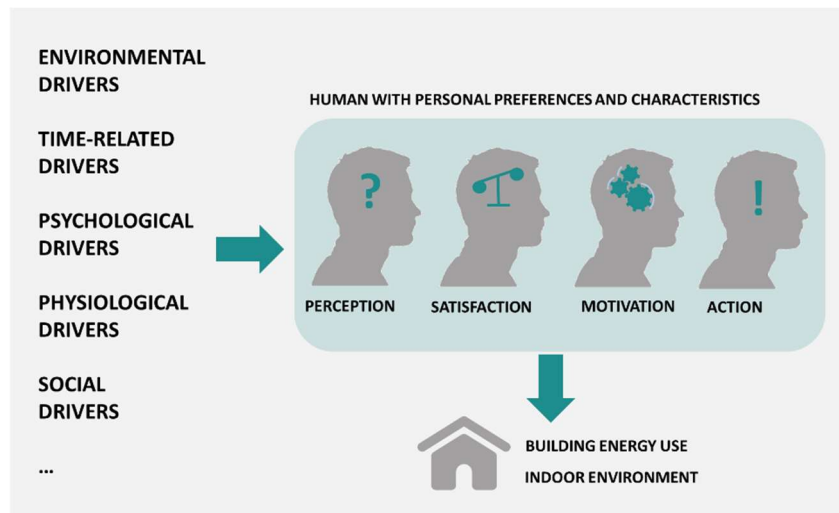 ENVIRONMENTAL
DRIVERS
TIME-RELATED
DRIVERS
PSYCHOLOGICAL
DRIVERS
PHYSIOLOGICAL
DRIVERS
SOCIAL
DRIVERS
...
HUMAN WITH PERSONAL PREFERENCES AND CHARACTERISTICS
?
!
PERCEPTION
SATISFACTION
MOTIVATION
ACTION
BUILDING ENERGY USE
INDOOR ENVIRONMENT